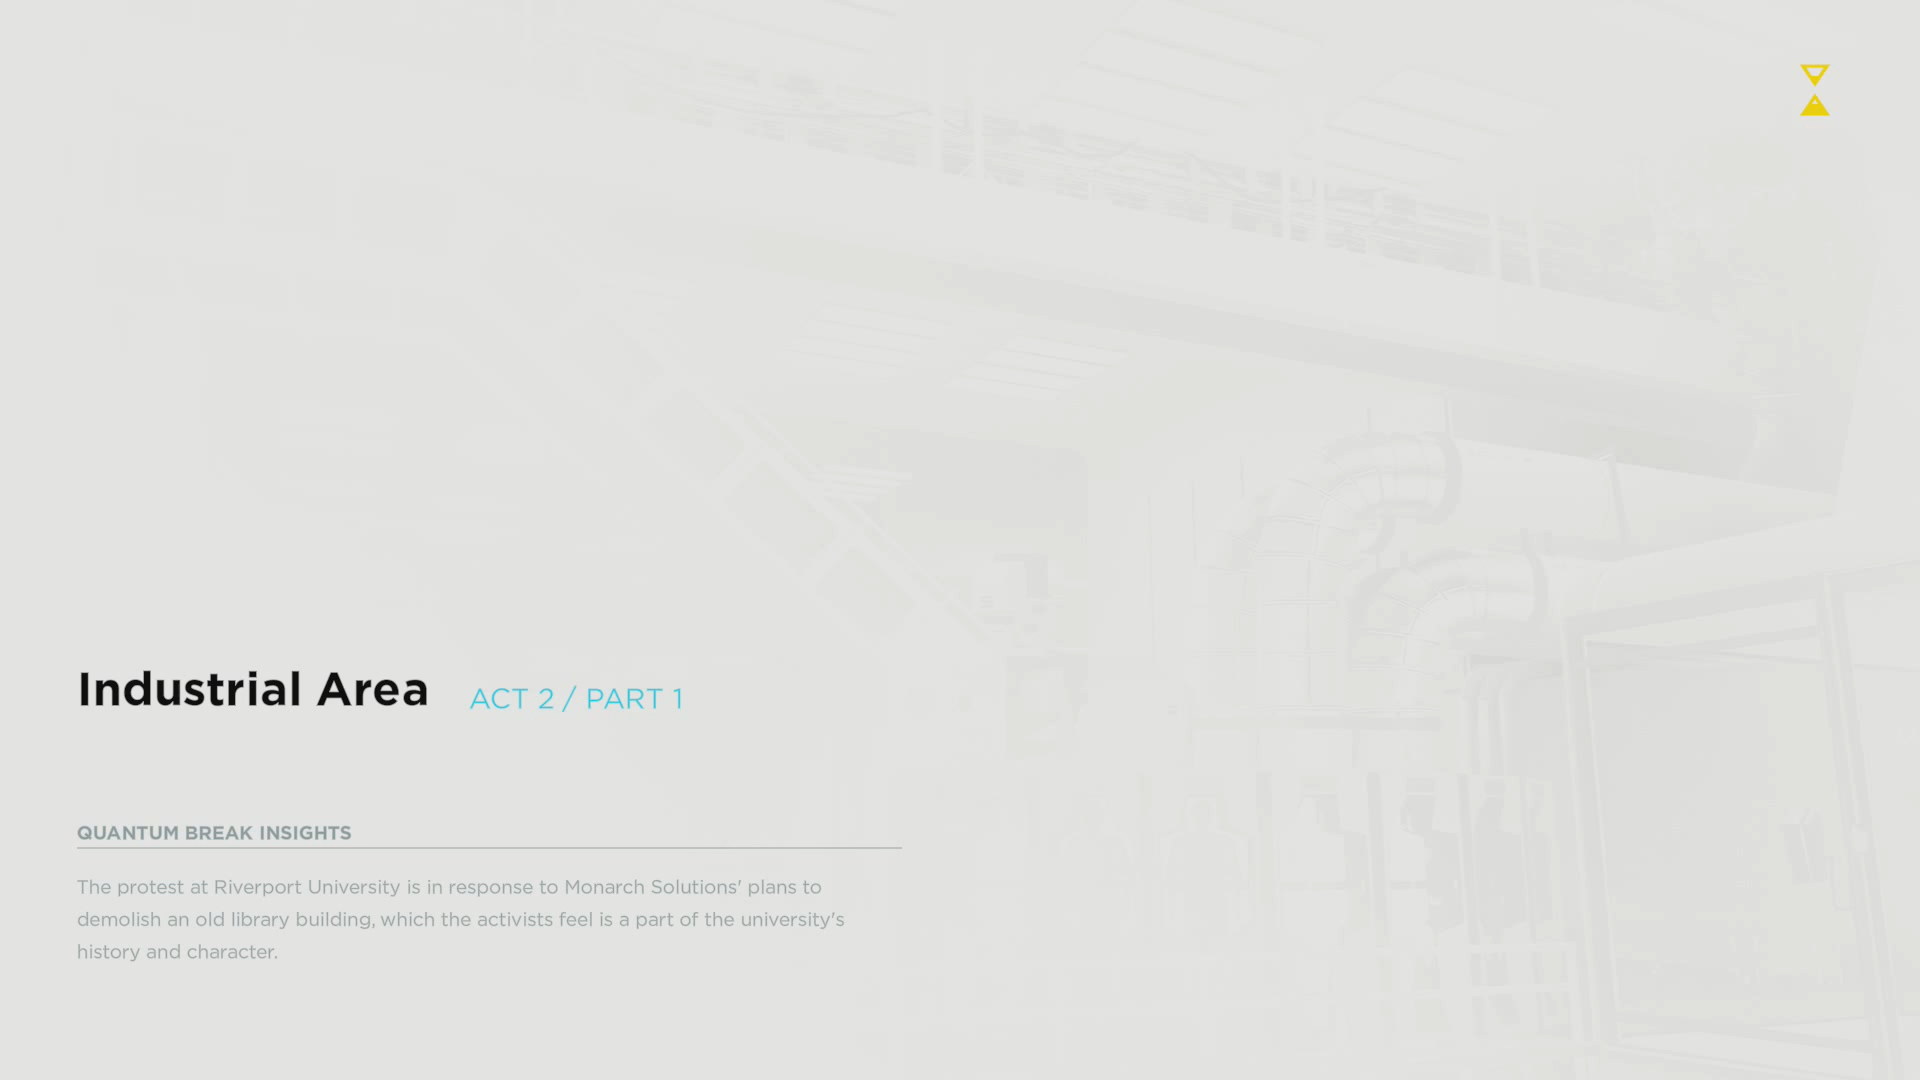 Industrial Area ACT 2 / PART 1
QUANTUM BREAK INSIGHTS
The protest at Riverport University is in response to Monarch Solutions' plans to
demolish an old library building, which the activists feel is a part of the university's
history and character.